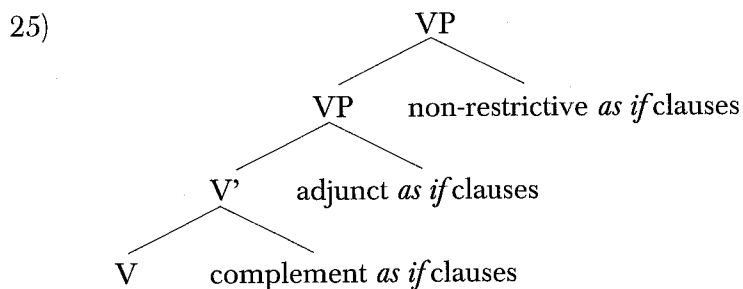 25)
VP
VP non-restrictive as if clauses
V' adjunct as if clauses
V complement as if clauses